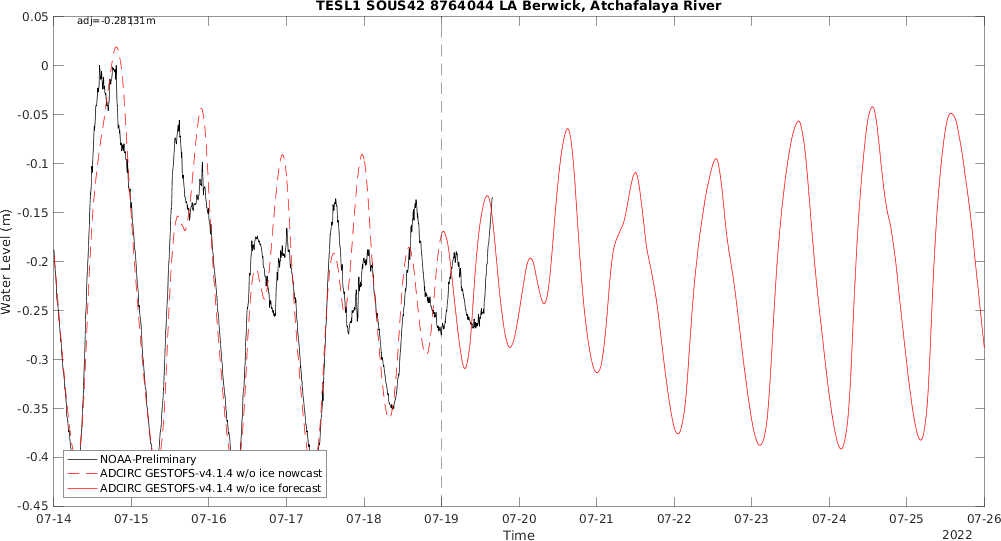 TESL1 SOUS42 8764044 LA Berwick, Atchafalaya River
adj=-0.28131m
0.05
0
-0.05
-0.1
-0.15
-0.2
-0.25
-0.3
-0.35
-0.4
-0.45
Water Level (m)
NOAA-Preliminary
ADCIRC GESTOFS-v4.1.4 w/o ice nowcast
ADCIRC GESTOFS-v4.1.4 w/o ice forecast
07-14 07-15 07-16 07-17 07-18 07-19 07-20 07-21 07-22 07-23 07-24 07-25 07-26
Time
2022